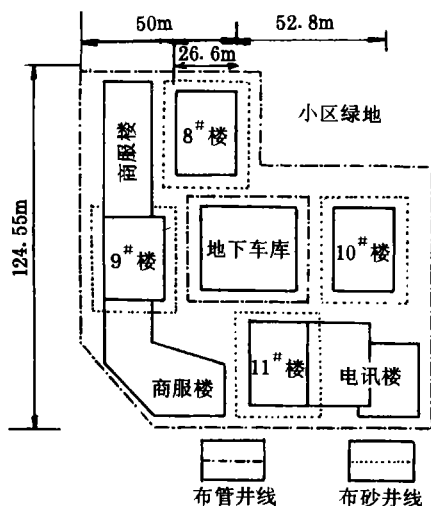 50m
52.8m
26.6m
124.55m
小区绿地
商服楼
8#楼
9#楼
地下车库
10#楼
商服楼
11#楼
电讯楼
布管井线
布砂井线